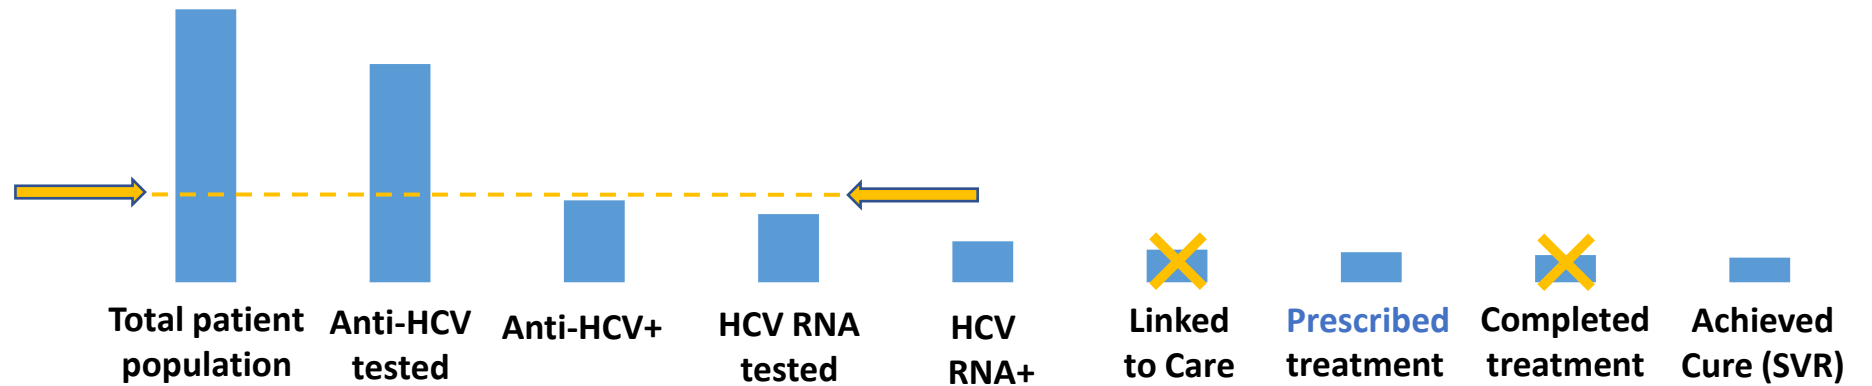 Total patient
population
Anti-HCV
tested
Anti-HCV+
HCV RNA
tested
HCV
RNA+
Linked
to Care
Prescribed
treatment
Completed
treatment
Achieved
Cure (SVR)